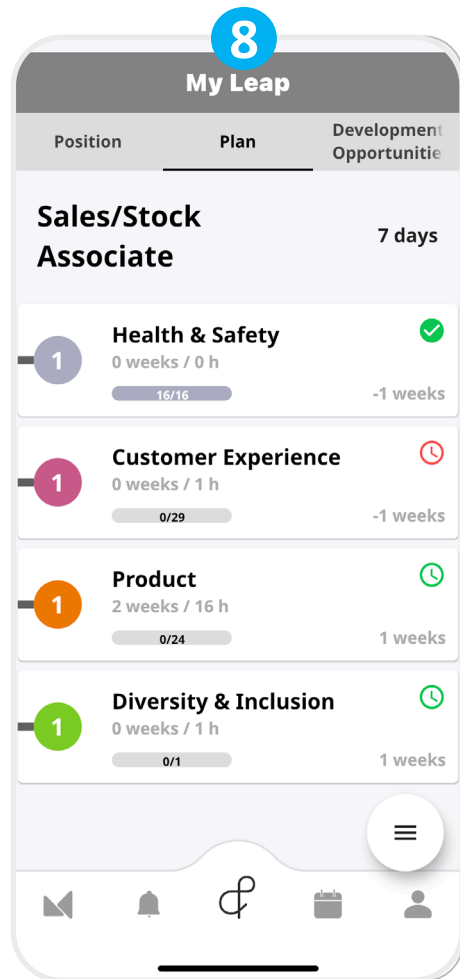 8
My Leap
Position
Plan
Development
Opportunitie
Sales/Stock
Associate
7 days
1
Health & Safety
0 weeks / 0 h
16/16
-1 weeks
1
Customer Experience
0 weeks / 1 h
0/29
-1 weeks
1
Product
2 weeks / 16 h
0/24
1 weeks
1
Diversity & Inclusion
0 weeks / 1 h
0/1
1 weeks